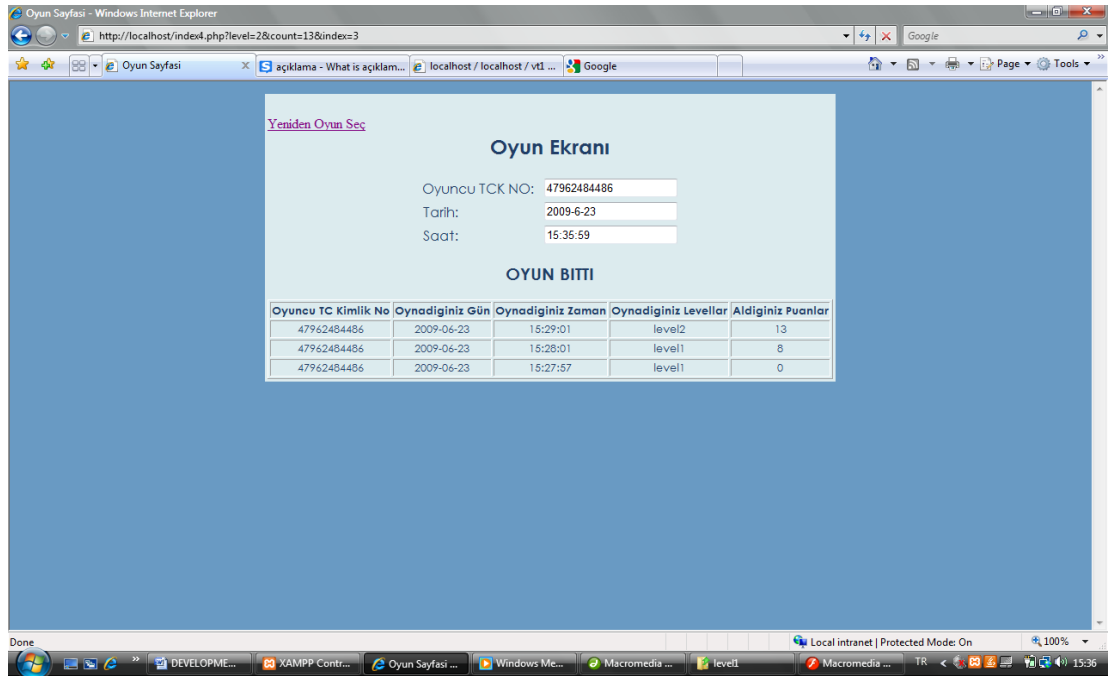 Oyun Sayfasi - Windows Internet Explorer
http://localhost/index4.php?level=2&count=13&index=3
Google
Oyun Sayfasi
açıklama - What is açıklam...
localhost / localhost / vt1 ...
Google
Page
Tools
Yeniden Oyun Seç
Oyun Ekranı
Oyuncu TCK NO: 47962484486
Tarih: 2009-6-23
Saat: 15:35:59
OYUN BITTI
Oyuncu TC Kimlik No Oynadiginiz Gün Oynadiginiz Zaman Oynadiginiz Levellar Aldiginiz Puanlar
47962484486 2009-06-23 15:29:01 level2 13
47962484486 2009-06-23 15:28:01 level1 8
47962484486 2009-06-23 15:27:57 level1 0
Done
Local intranet | Protected Mode: On
100%
DEVELOPME...
XAMPP Contr...
Oyun Sayfasi ...
Windows Me...
Macromedia ...
level1
Macromedia ...
TR
15:36